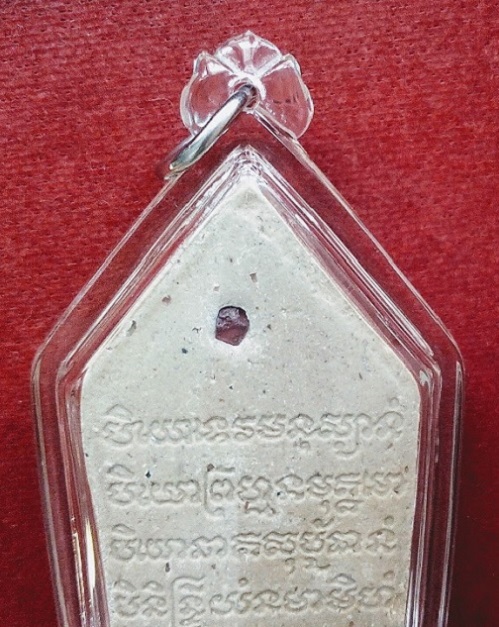 បិយោទេវមនុស្សានំ
បិយោព្រហ្មានមុត្តមោ
បិយោនាគសុបណ្ណានំ
បិនិន្ទ្រិយំនមាមិហំ